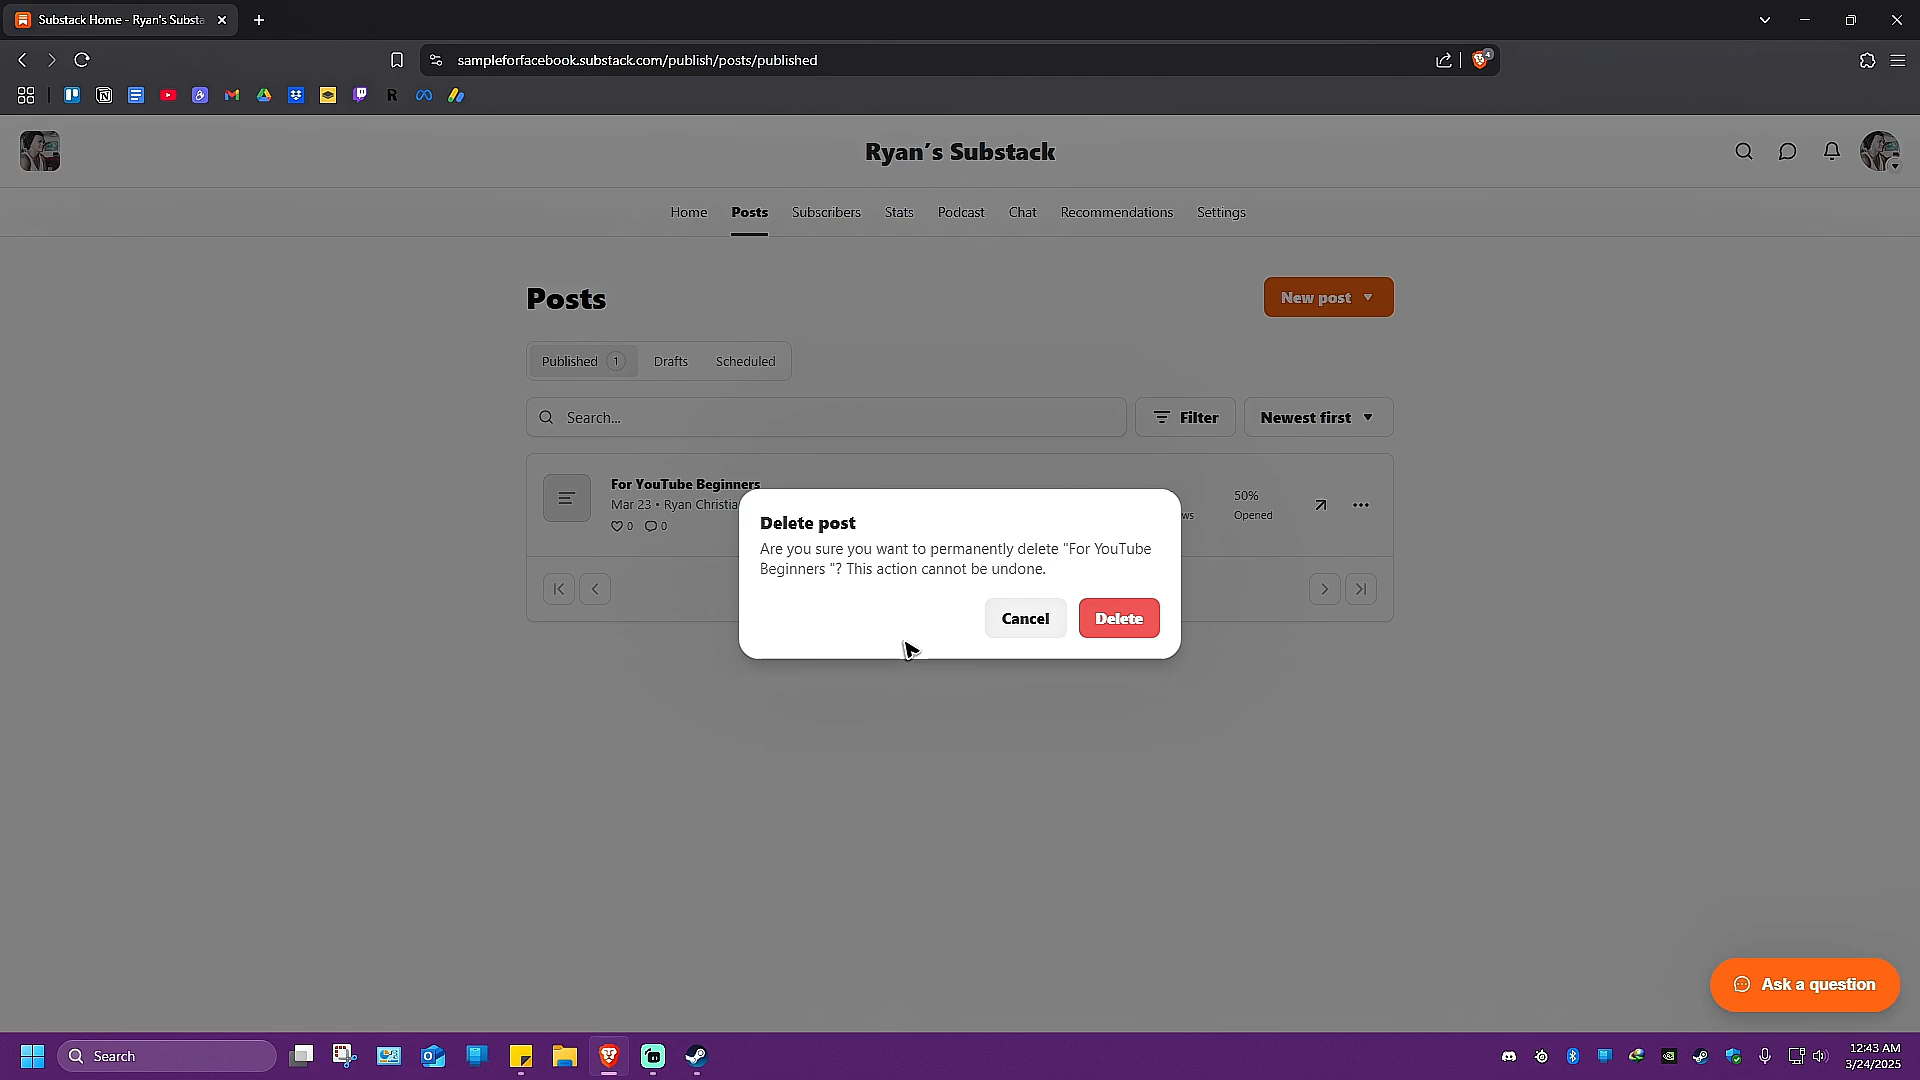 Substack Home - Ryan's Substa
sampleforfacebook.substack.com/publish/posts/published
4
Ryan's Substack
Home Posts Subscribers Stats Podcast Chat Recommendations Settings
Posts
New post
Published 1 Drafts Scheduled
Search...
Filter
Newest first
For YouTube Beginners
Mar 23 • Ryan Christia
0 0
ws
50%
Opened
Delete post
Are you sure you want to permanently delete "For YouTube
Beginners "? This action cannot be undone.
Cancel Delete
Ask a question
Search
12:43 AM
3/24/2025